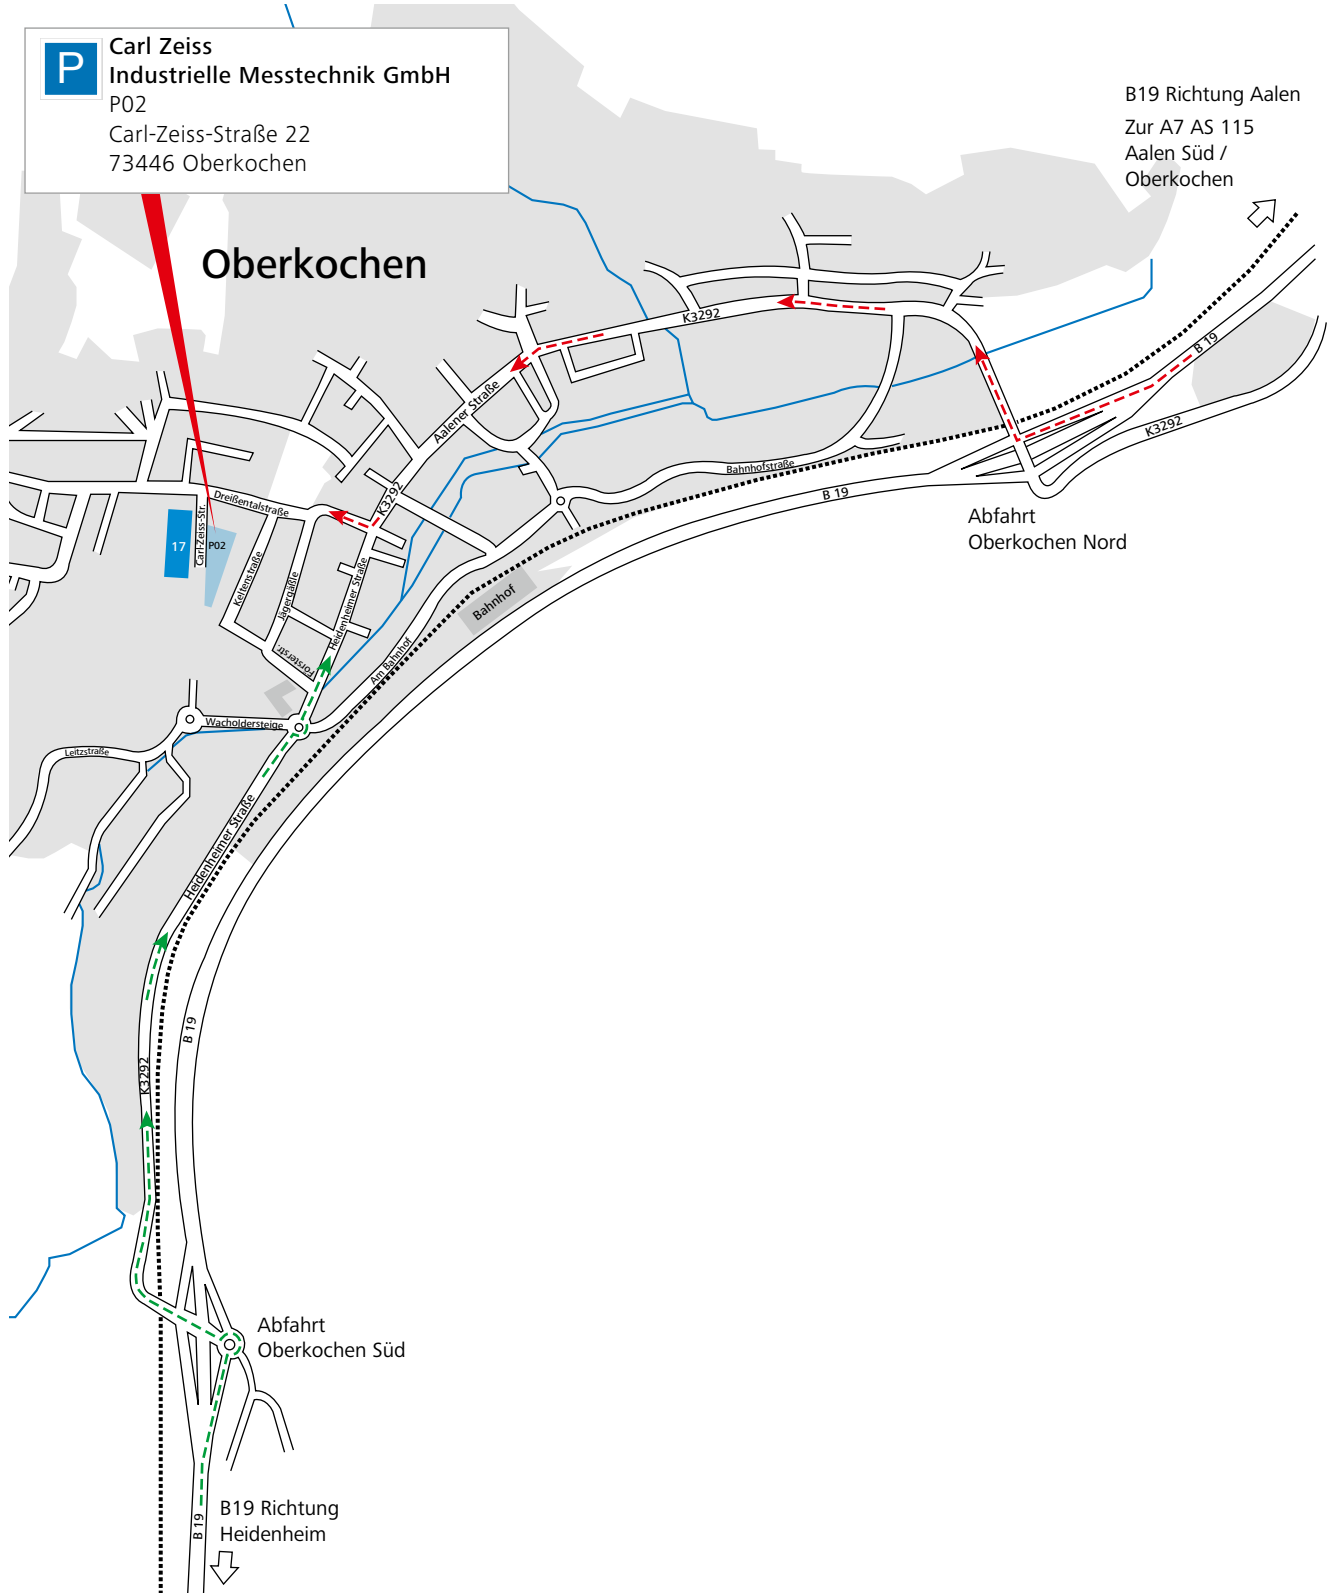 P
Carl Zeiss
Industrielle Messtechnik GmbH
P02
Carl-Zeiss-Straße 22
73446 Oberkochen
B19 Richtung Aalen
Zur A7 AS 115
Aalen Süd /
Oberkochen
Oberkochen
K3292
B 19
Aalener Straße
K3292
Bahnhofstraße
K3292
B 19
Dreißentalstraße
Carl-Zeiss-Str.
17
P02
Abfahrt
Oberkochen Nord
Keltenstraße
Jägergäßle
Heidenheimer Straße
Bahnhof
Forsterstr.
Am Bahnhof
Wacholdersteige
Leitzstraße
Heidenheimer Straße
B 19
K3292
Abfahrt
Oberkochen Süd
B19 Richtung
Heidenheim
B 19